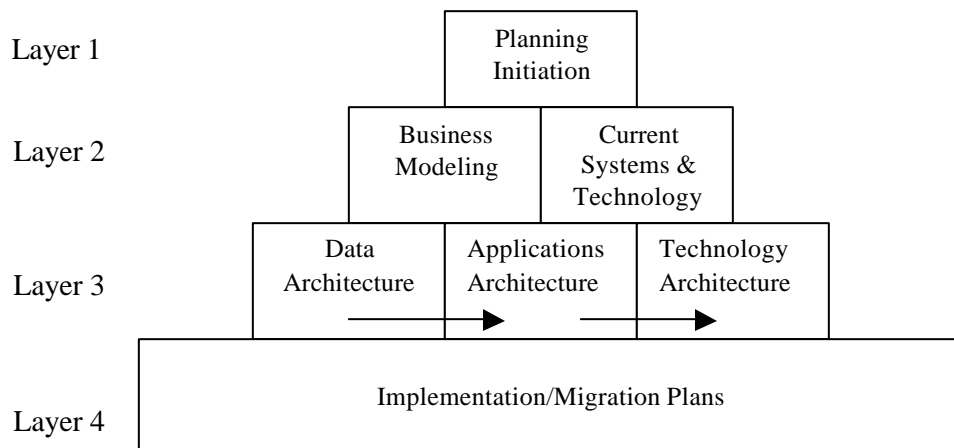 Layer 1
Planning
Initiation
Layer 2
Business
Modeling
Current
Systems &
Technology
Layer 3
Data
Architecture
Applications
Architecture
Technology
Architecture
Layer 4
Implementation/Migration Plans